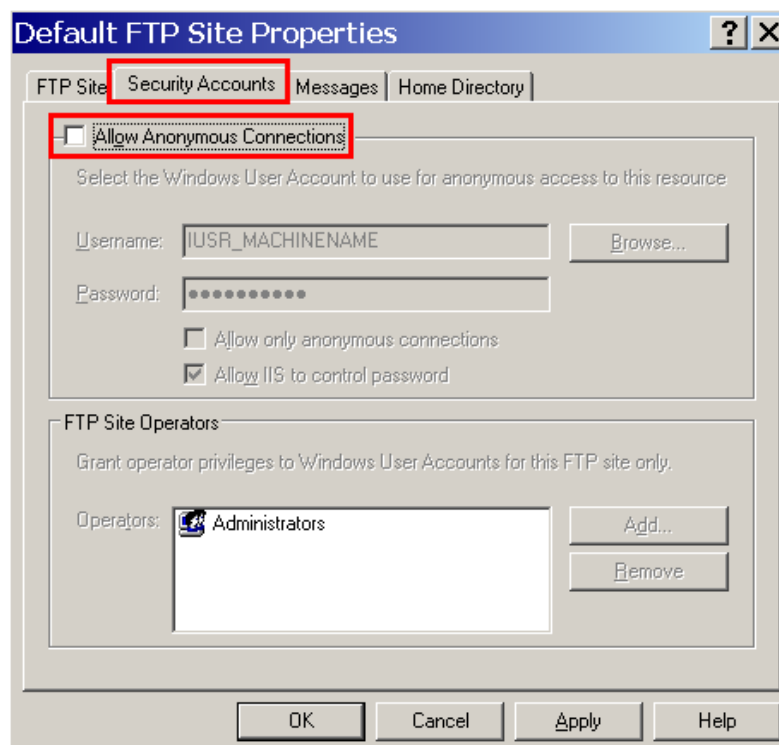 Default FTP Site Properties
?
FTP Site Security Accounts Messages Home Directory
Allow Anonymous Connections
Select the Windows User Account to use for anonymous access to this resource
Username: IUSR_MACHINENAME Browse...
Password: ••••••••••
Allow only anonymous connections
Allow IIS to control password
FTP Site Operators
Grant operator privileges to Windows User Accounts for this FTP site only.
Operators: Administrators Add...
Remove
OK Cancel Apply Help